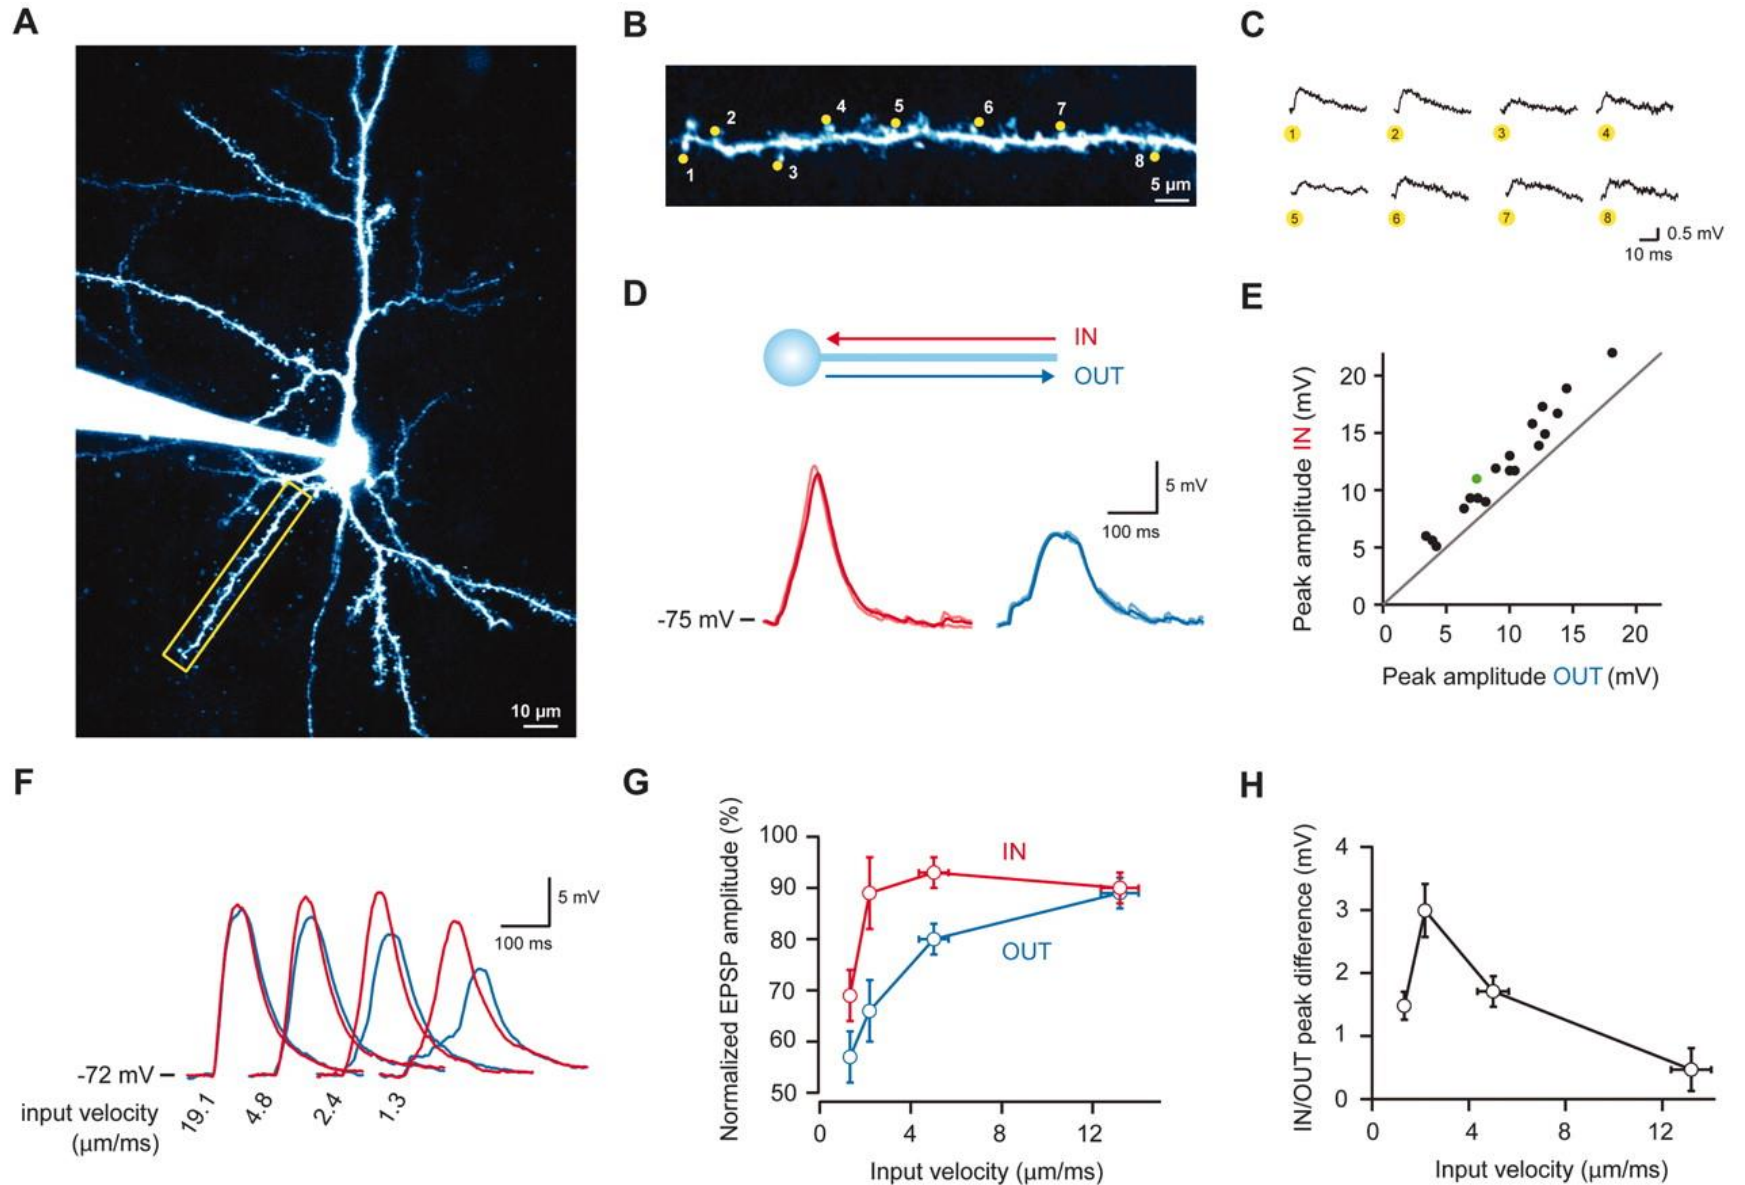 A
10 µm
B
1
2
3
4
5
6
7
8
5 µm
C
1
2
3
4
5
6
7
8
0.5 mV
10 ms
D
IN
OUT
5 mV
100 ms
-75 mV
E
Peak amplitude IN (mV)
20
15
10
5
0
0 5 10 15 20
Peak amplitude OUT (mV)
F
5 mV
100 ms
-72 mV
input velocity
(µm/ms)
19.1
4.8
2.4
1.3
G
Normalized EPSP amplitude (%)
100
90
80
70
60
50
IN
OUT
0 4 8 12
Input velocity (µm/ms)
H
IN/OUT peak difference (mV)
4
3
2
1
0
0 4 8 12
Input velocity (µm/ms)